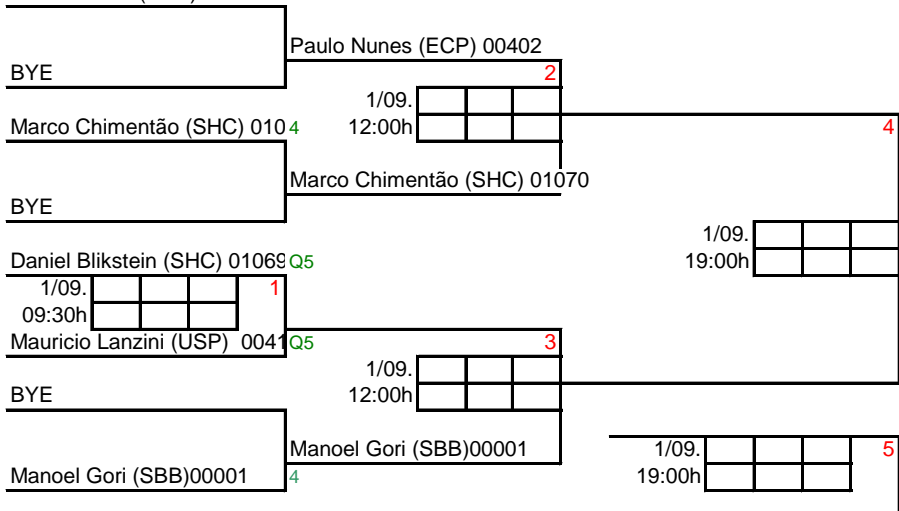 Paulo Nunes (ECP) 00402
BYE
2
1/09.
12:00h
Marco Chimentão (SHC) 010
4
4
Marco Chimentão (SHC) 01070
BYE
1/09.
19:00h
Daniel Blikstein (SHC) 01069
Q5
1/09.
1
09:30h
Mauricio Lanzini (USP) 0041
Q5
3
1/09.
12:00h
BYE
Manoel Gori (SBB)00001
1/09.
5
19:00h
Manoel Gori (SBB)00001
4